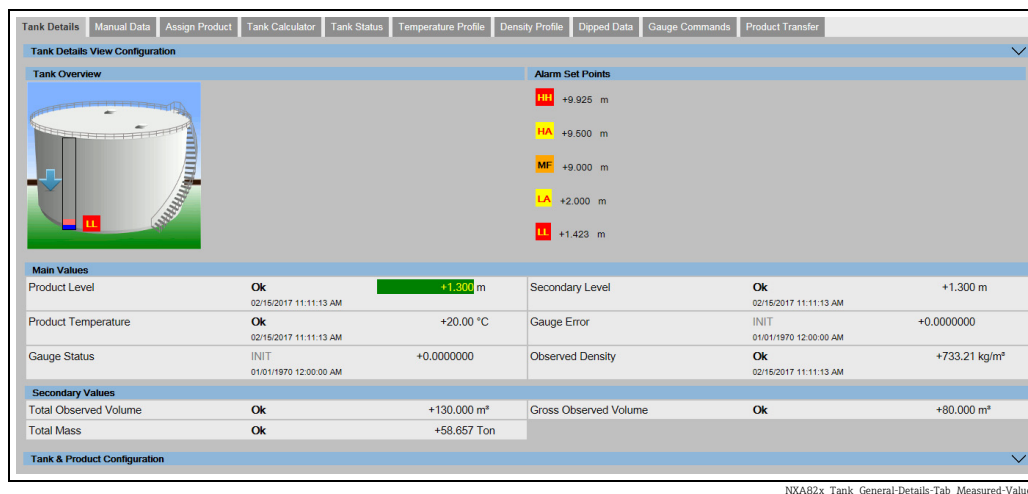 Tank Details Manual Data Assign Product Tank Calculator Tank Status Temperature Profile Density Profile Dipped Data Gauge Commands Product Transfer
Tank Details View Configuration
Tank Overview
LL
Alarm Set Points
HH +9.925 m
HA +9.500 m
MF +9.000 m
LA +2.000 m
LL +1.423 m
Main Values
Product Level Ok +1.300 m Secondary Level Ok +1.300 m
02/15/2017 11:11:13 AM 02/15/2017 11:11:13 AM
Product Temperature Ok +20.00 °C Gauge Error INIT +0.0000000
02/15/2017 11:11:13 AM 01/01/1970 12:00:00 AM
Gauge Status INIT +0.0000000 Observed Density Ok +733.21 kg/m³
01/01/1970 12:00:00 AM 02/15/2017 11:11:13 AM
Secondary Values
Total Observed Volume Ok +130.000 m³ Gross Observed Volume Ok +80.000 m³
Total Mass Ok +58.657 Ton
Tank & Product Configuration
NXA82x_Tank_General-Details-Tab_Measured-Value